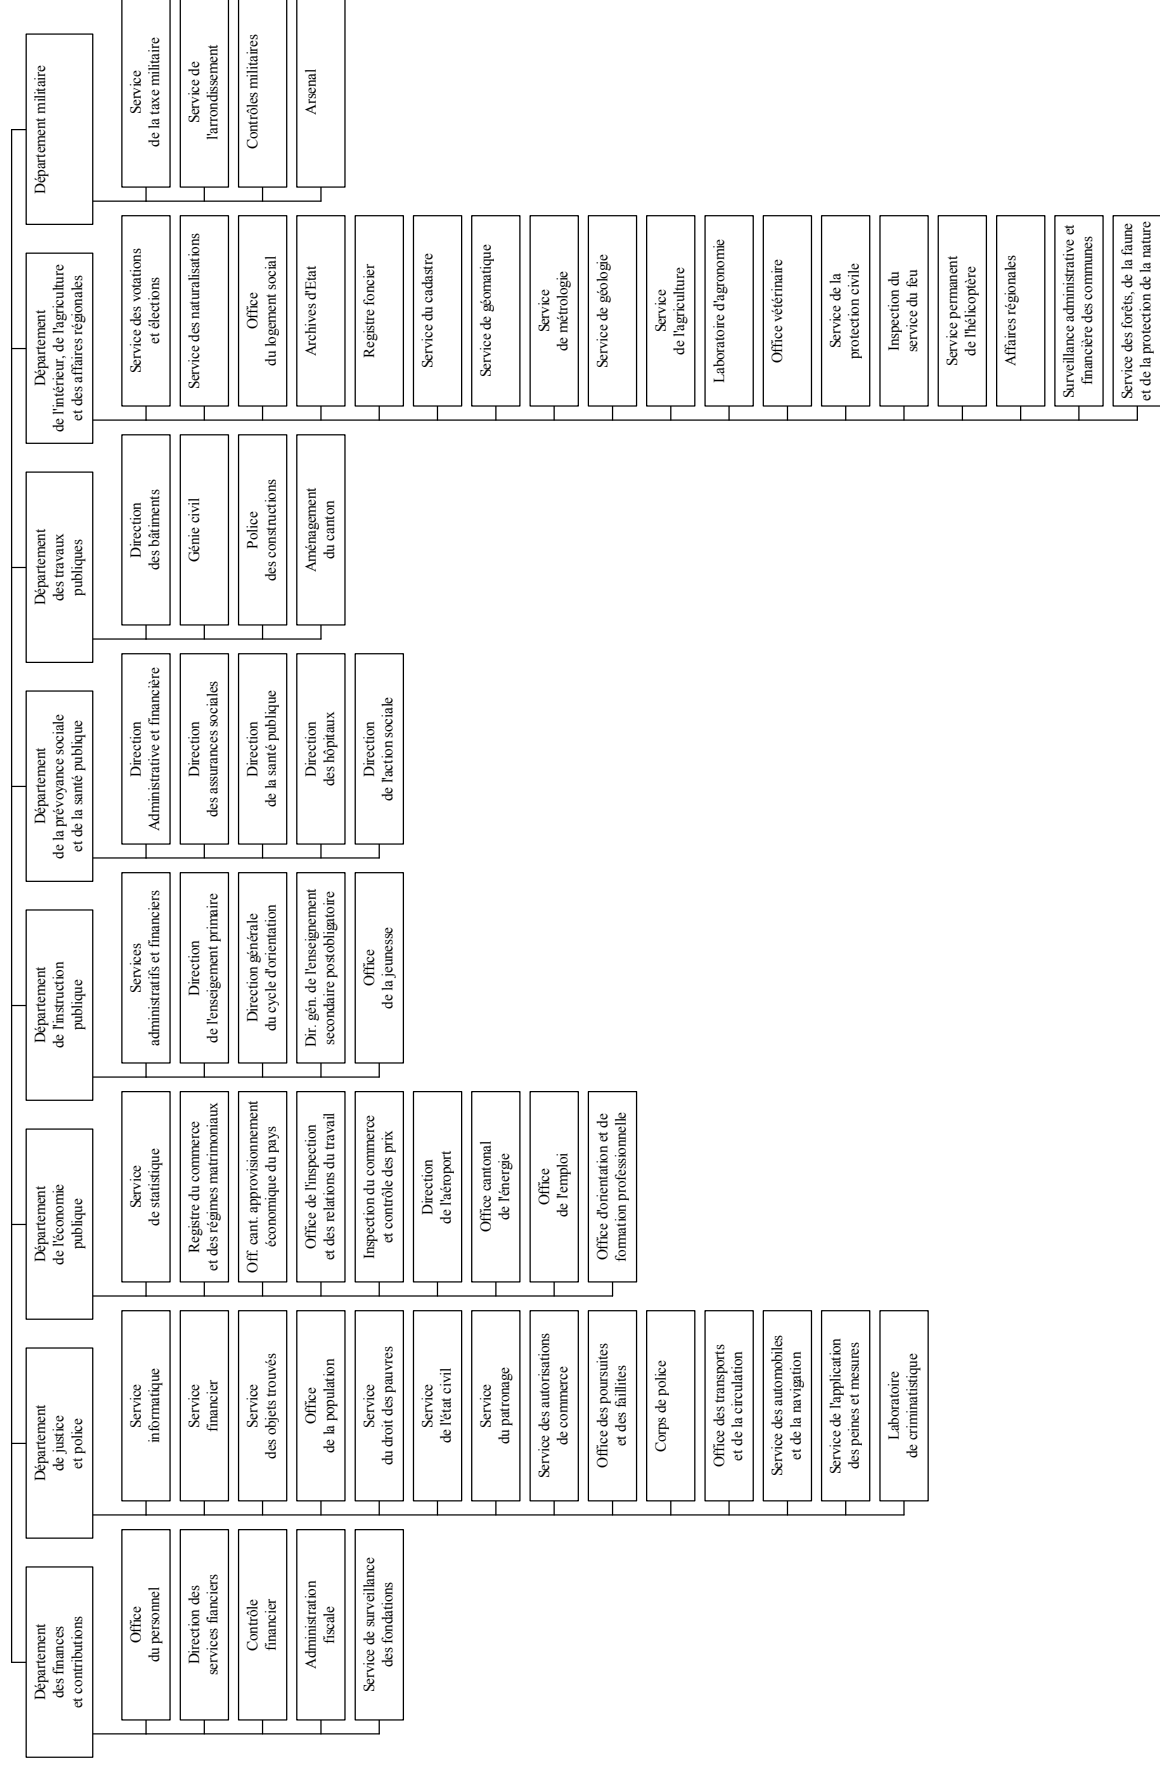 Département
des finances
et contributions
Office
du personnel
Direction des
services fianciers
Contrôle
financier
Administration
fiscale
Service de surveillance
des fondations
Département
de justice
et police
Service
informatique
Service
financier
Service
des objets trouvés
Office
de la population
Service
du droit des pauvres
Service
de l'état civil
Service
du patronage
Service des autorisations
de commerce
Office des poursuites
et des faillites
Corps de police
Office des transports
et de la circulation
Service des automobiles
et de la navigation
Service de l'application
des peines et mesures
Laboratoire
de criminatistique
Département
de l'économie
publique
Service
de statistique
Registre du commerce
et des régimes matrimoniaux
Off. cant. approvisionnement
économique du pays
Office de l'inspection
et des relations du travail
Inspection du commerce
et contrôle des prix
Direction
de l'aéroport
Office cantonal
de l'énergie
Office
de l'emploi
Office d'orientation et de
formation professionnelle
Département
de l'instruction
publique
Services
administratifs et financiers
Direction
de l'enseigement primaire
Direction générale
du cycle d'orientation
Dir. gén. de l'enseignement
secondaire postobligatoire
Office
de la jeunesse
Département
de la prévoyance sociale
et de la santé publique
Direction
Administrative et financière
Direction
des assurances sociales
Direction
de la santé publique
Direction
des hôpitaux
Direction
de l'action sociale
Département
des travaux
publiques
Direction
des bâtiments
Génie civil
Police
des constructions
Aménagement
du canton
Département
de l'intérieur, de l'agriculture
et des affaires régionales
Service des votations
et élections
Service des naturalisations
Office
du logement social
Archives d'Etat
Registre foncier
Service du cadastre
Service de géomatique
Service
de métrologie
Service de géologie
Service
de l'agriculture
Laboratoire d'agronomie
Office vétérinaire
Service de la
protection civile
Inspection du
service du feu
Service permanent
de l'hélicoptère
Affaires régionales
Surveillance administrative et
financière des communes
Service des forêts, de la faune
et de la protection de la nature
Département militaire
Service
de la taxe militaire
Service de
l'arrondissement
Contrôles militaires
Arsenal